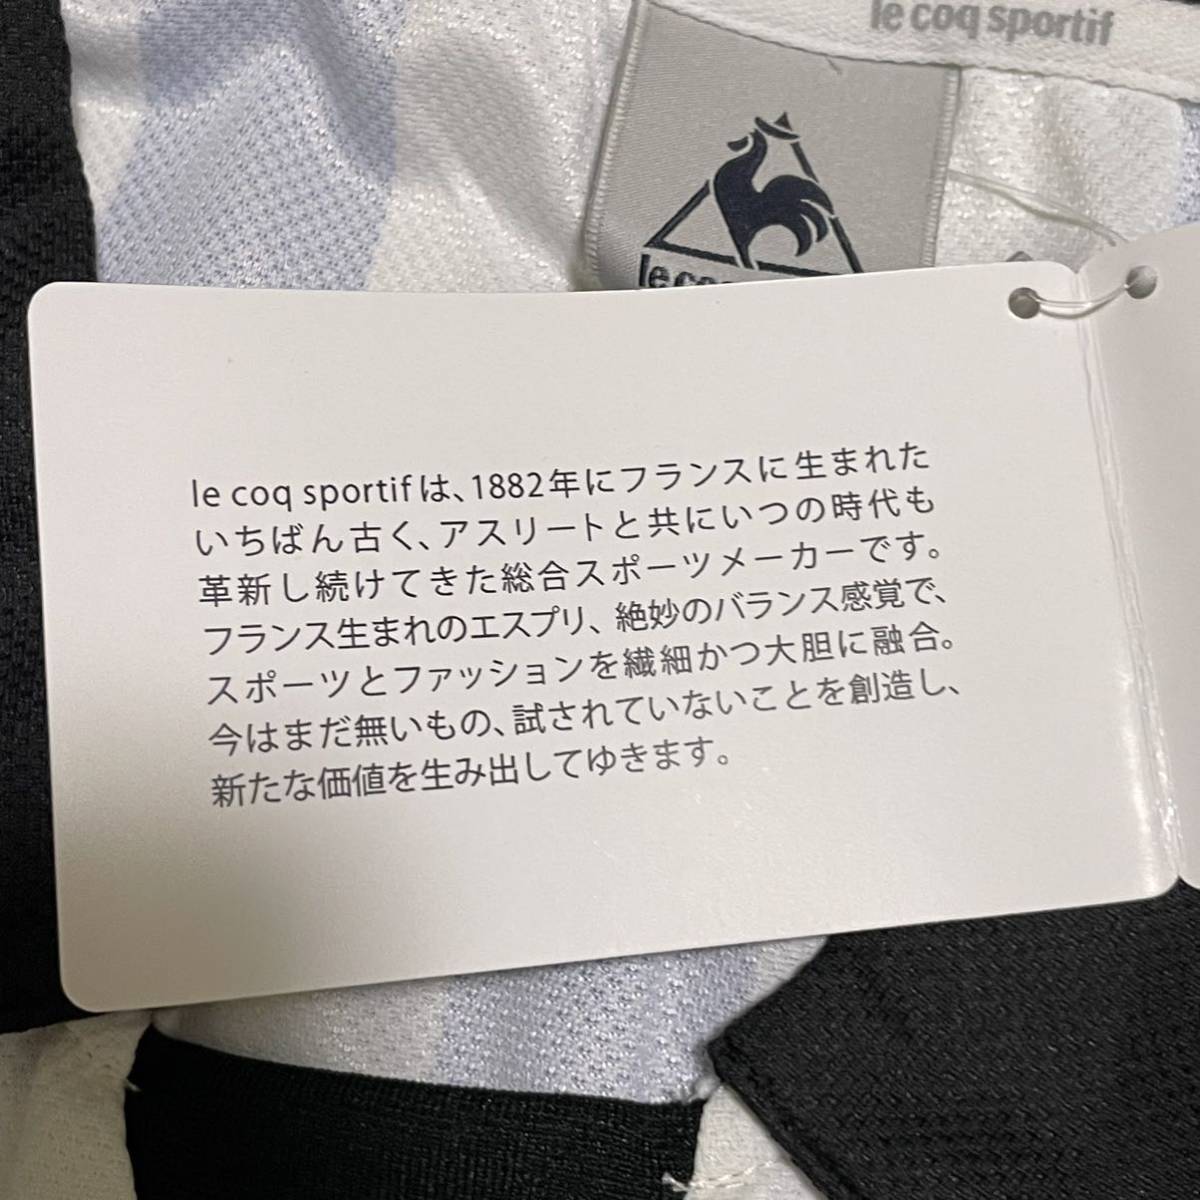 le coq sportif
le co
le coq sportifは、1882年にフランスに生まれた
いちばん古く、アスリートと共にいつの時代も
革新し続けてきた総合スポーツメーカーです。
フランス生まれのエスプリ、絶妙のバランス感覚で、
スポーツとファッションを繊細かつ大胆に融合。
今はまだ無いもの、試されていないことを創造し、
新たな価値を生み出してゆきます。